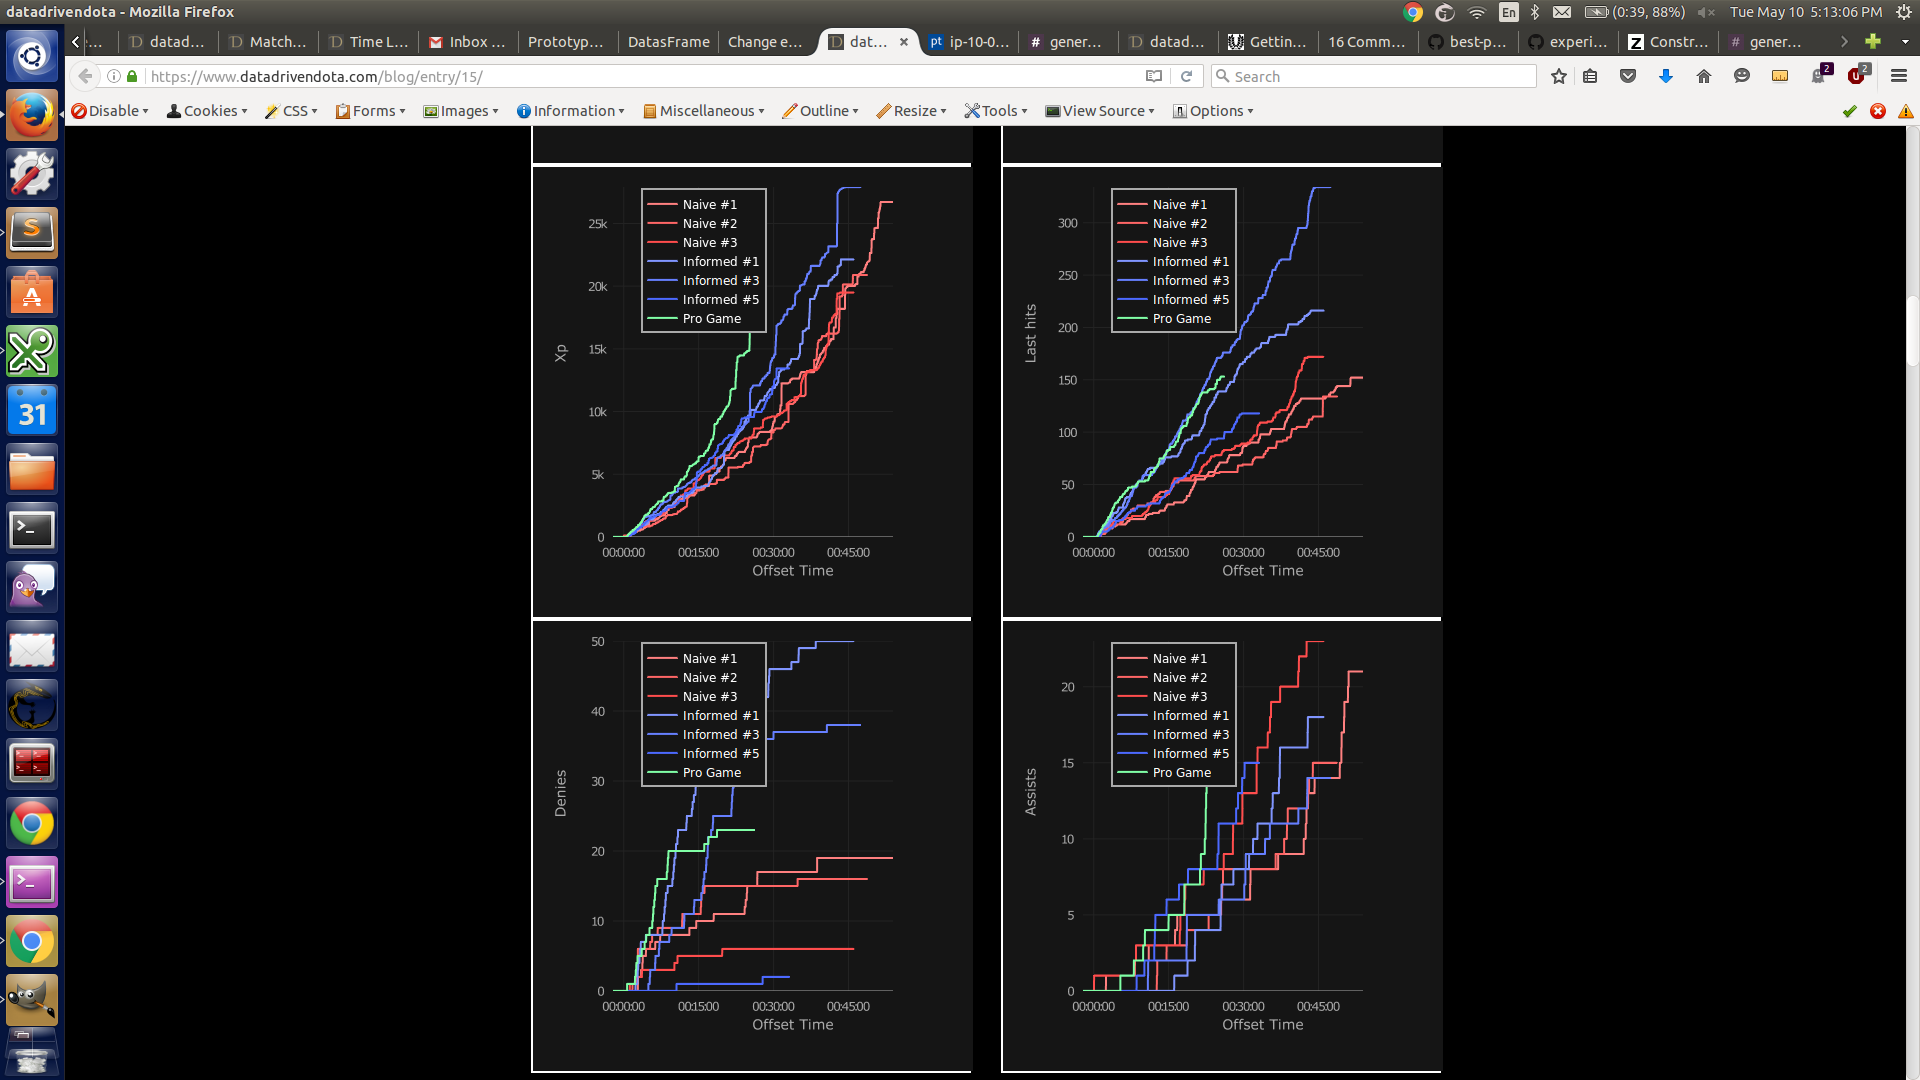 datadrivendota - Mozilla Firefox
En
(0:39, 88%)
Tue May 10 5:13:06 PM
e... datad... Match... Time L... Inbox ... Prototyp... DatasFrame Change e... dat... × ip-10-0... # gener... datad... Gettin... 16 Comm... best-p... experi... Constr... # gener...
https://www.datadrivendota.com/blog/entry/15/
Search
2
2
Disable Cookies CSS Forms Images Information Miscellaneous Outline Resize Tools View Source Options
31
Naive #1
Naive #2
Naive #3
Informed #1
Informed #3
Informed #5
Pro Game
Xp
25k
20k
15k
10k
5k
0
00:00:00 00:15:00 00:30:00 00:45:00
Offset Time
Naive #1
Naive #2
Naive #3
Informed #1
Informed #3
Informed #5
Pro Game
Last hits
300
250
200
150
100
50
0
00:00:00 00:15:00 00:30:00 00:45:00
Offset Time
Naive #1
Naive #2
Naive #3
Informed #1
Informed #3
Informed #5
Pro Game
Denies
50
40
30
20
10
0
00:00:00 00:15:00 00:30:00 00:45:00
Offset Time
Naive #1
Naive #2
Naive #3
Informed #1
Informed #3
Informed #5
Pro Game
Assists
20
15
10
5
0
00:00:00 00:15:00 00:30:00 00:45:00
Offset Time